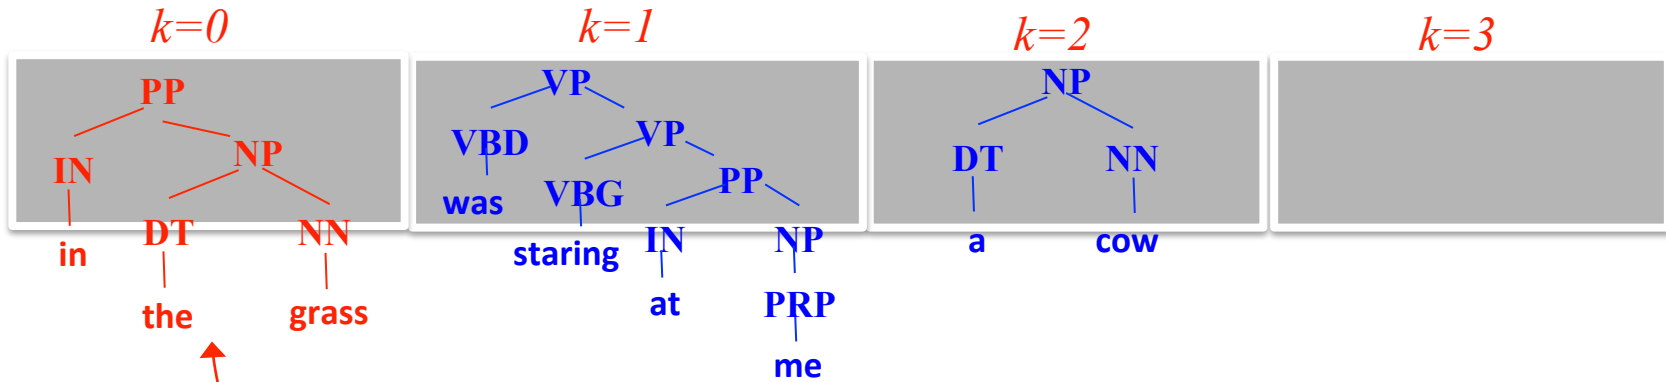 k=0 k=1 k=2 k=3
PP VP NP
IN NP VBD VP DT NN
was VBG PP
in DT NN staring IN NP a cow
the grass at PRP
me